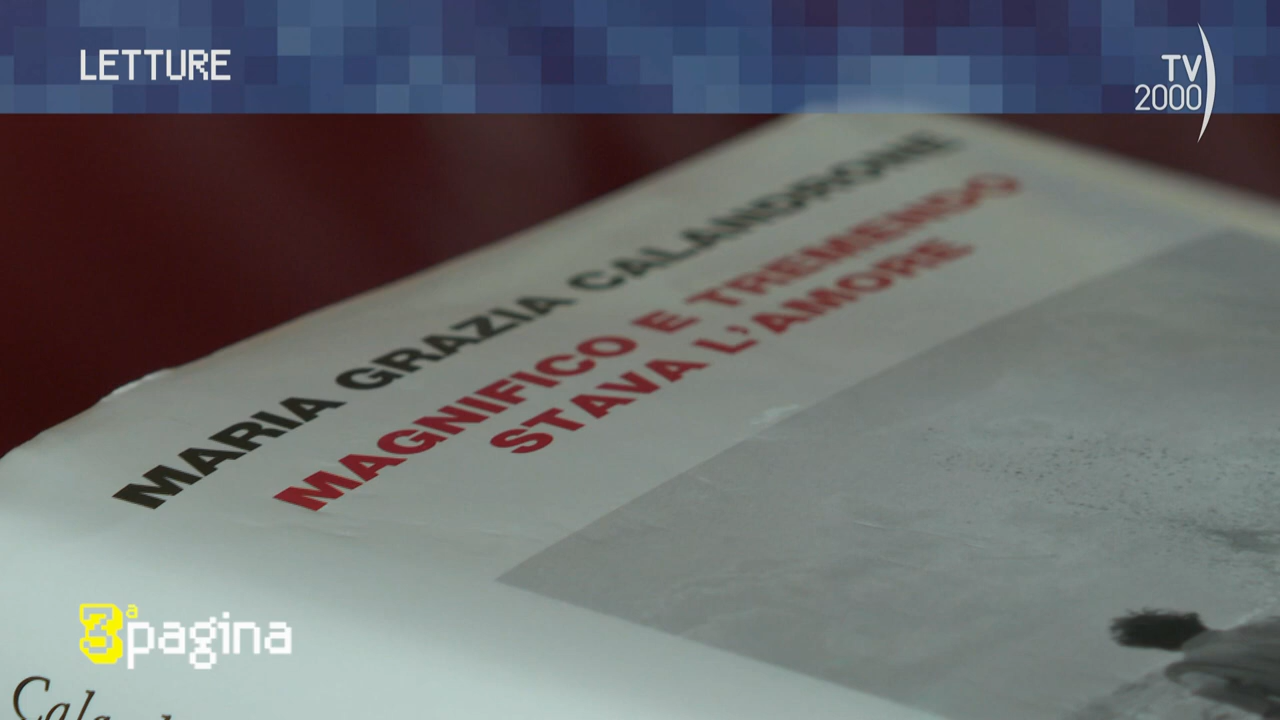 LETTURE
TV
2000
MARIA GRAZIA CALANDRONE
MAGNIFICO E TREMENDO
STAVA L'AMORE
3ª pagina